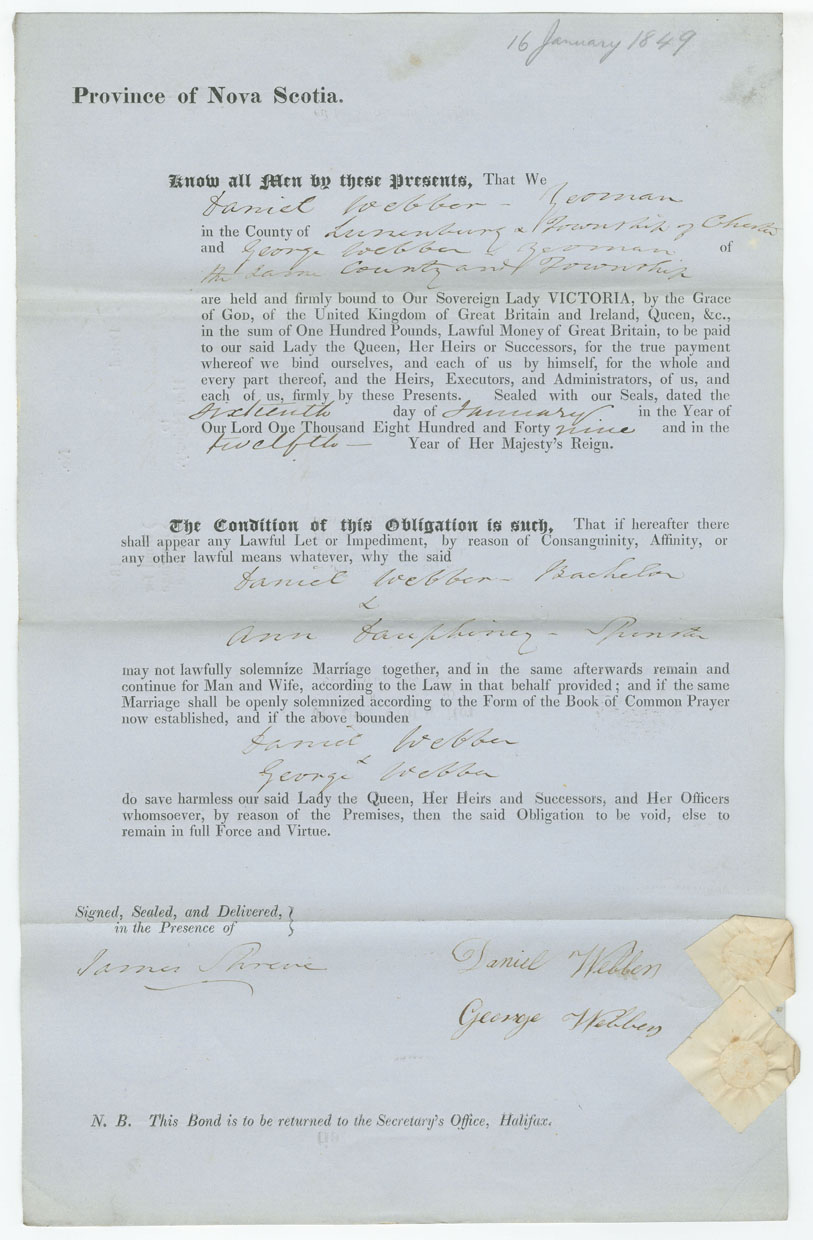 16 January 1849
Province of Nova Scotia.
Know all Men by these Presents, That We
Daniel Webber - Yeoman
in the County of Lunenburg & Township of Chester
and George Webber & Yeoman of
the same County and Township
are held and firmly bound to Our Sovereign Lady VICTORIA, by the Grace
of GOD, of the United Kingdom of Great Britain and Ireland, Queen, &c.,
in the sum of One Hundred Pounds, Lawful Money of Great Britain, to be paid
to our said Lady the Queen, Her Heirs or Successors, for the true payment
whereof we bind ourselves, and each of us by himself, for the whole and
every part thereof, and the Heirs, Executors, and Administrators, of us, and
each of us, firmly by these Presents. Sealed with our Seals, dated the
sixteenth day of January in the Year of
Our Lord One Thousand Eight Hundred and Forty nine and in the
twelfth — Year of Her Majesty's Reign.
The Condition of this Obligation is such, That if hereafter there
shall appear any Lawful Let or Impediment, by reason of Consanguinity, Affinity, or
any other lawful means whatever, why the said
Daniel Webber - Bachelor
&
Ann Dauphiney - Spinster
may not lawfully solemnize Marriage together, and in the same afterwards remain and
continue for Man and Wife, according to the Law in that behalf provided; and if the same
Marriage shall be openly solemnized according to the Form of the Book of Common Prayer
now established, and if the above bounden
Daniel Webber
&
George Webber
do save harmless our said Lady the Queen, Her Heirs and Successors, and Her Officers
whomsoever, by reason of the Premises, then the said Obligation to be void, else to
remain in full Force and Virtue.
Signed, Sealed, and Delivered, }
in the Presence of
James Shreve
Daniel Webber
George Webber
N. B. This Bond is to be returned to the Secretary's Office, Halifax.